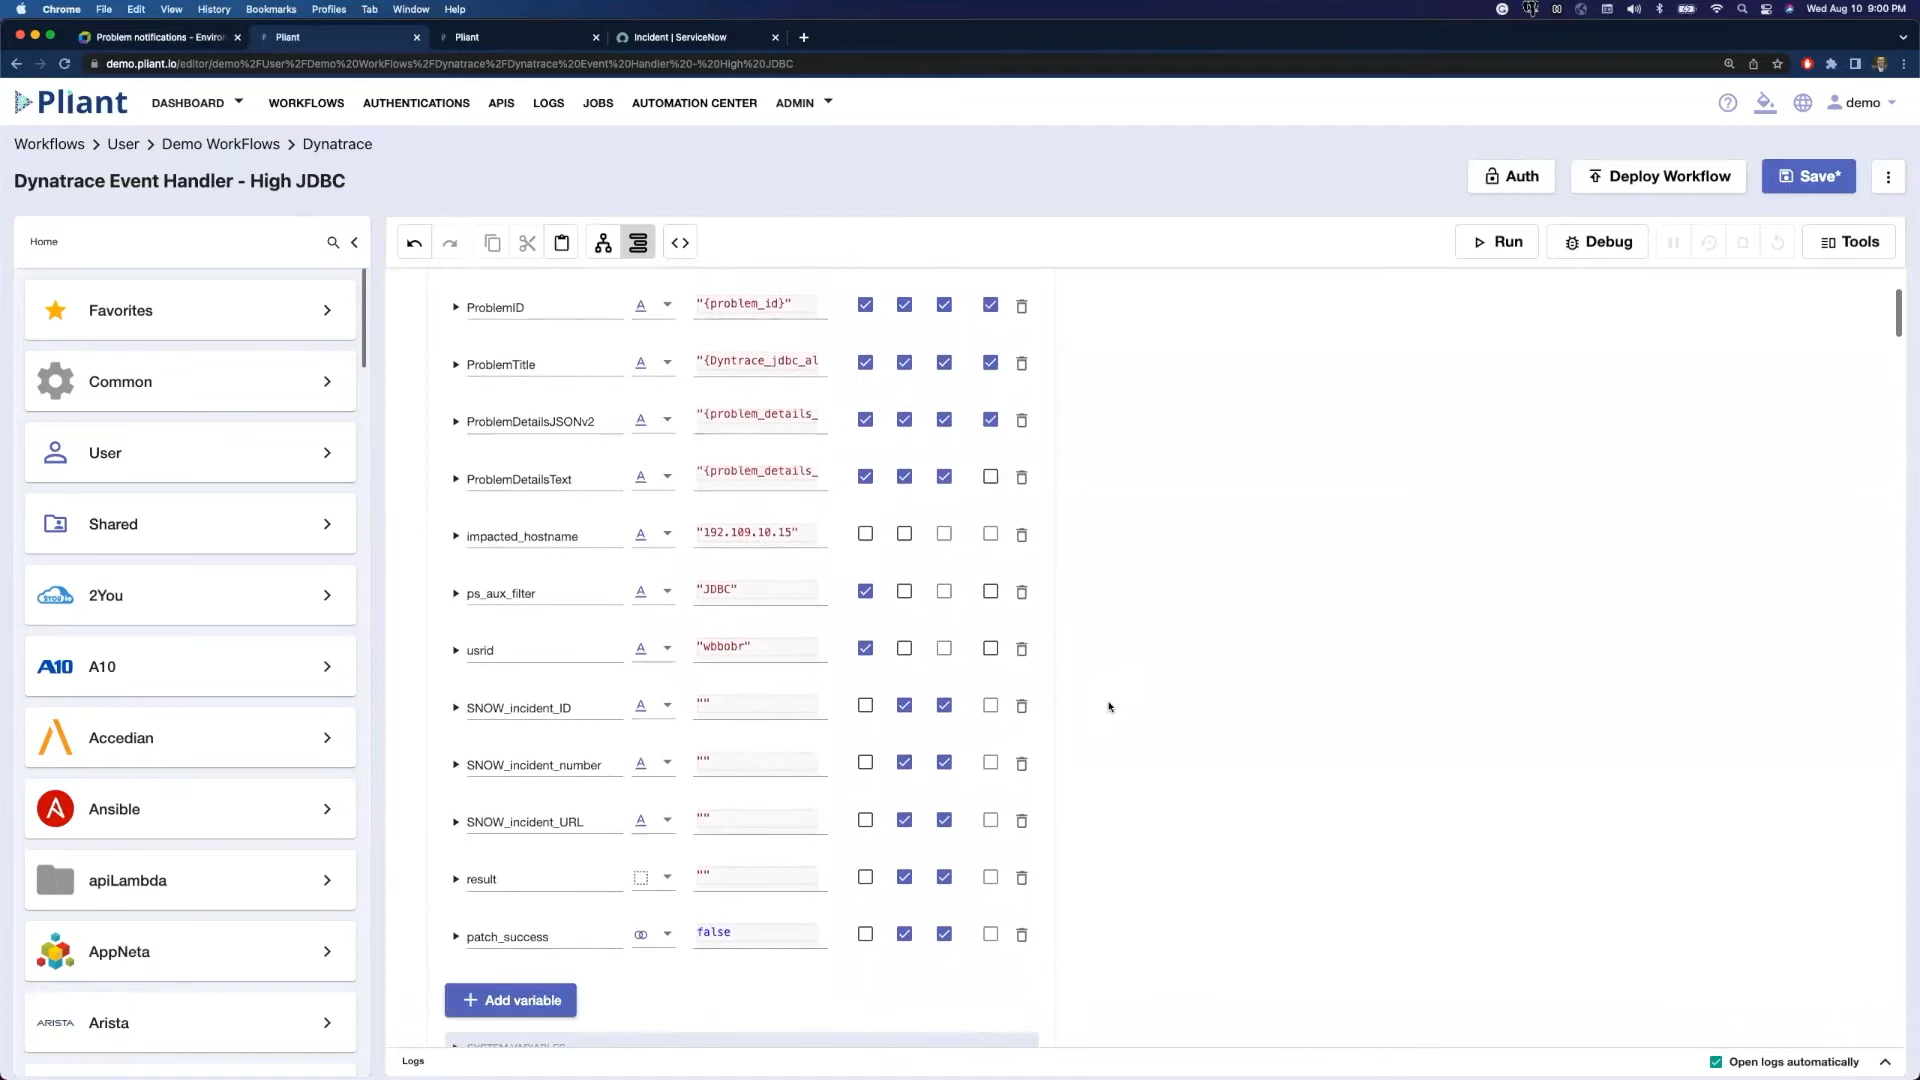 Chrome File Edit View History Bookmarks Profiles Tab Window Help Wed Aug 10 9:00 PM
Problem notifications - Enviro Pliant Pliant Incident | ServiceNow
demo.pliant.io/editor/demo%2FUser%2FDemo%20WorkFlows%2FDynatrace%2FDynatrace%20Event%20Handler%20-%20High%20JDBC
Pliant DASHBOARD WORKFLOWS AUTHENTICATIONS APIS LOGS JOBS AUTOMATION CENTER ADMIN demo
Workflows > User > Demo WorkFlows > Dynatrace
Dynatrace Event Handler - High JDBC
Auth Deploy Workflow Save*
Home
Run Debug Tools
Favorites
Common
User
Shared
2You
A10 A10
Accedian
Ansible
apiLambda
AppNeta
ARISTA Arista
ProblemID A "{problem_id}"
ProblemTitle A "{Dyntrace_jdbc_al
ProblemDetailsJSONv2 A "{problem_details_
ProblemDetailsText A "{problem_details_
impacted_hostname A "192.109.10.15"
ps_aux_filter A "JDBC"
usrid A "wbbobr"
SNOW_incident_ID A ""
SNOW_incident_number A ""
SNOW_incident_URL A ""
result ""
patch_success false
+ Add variable
SYSTEM VARIABLES
Logs Open logs automatically